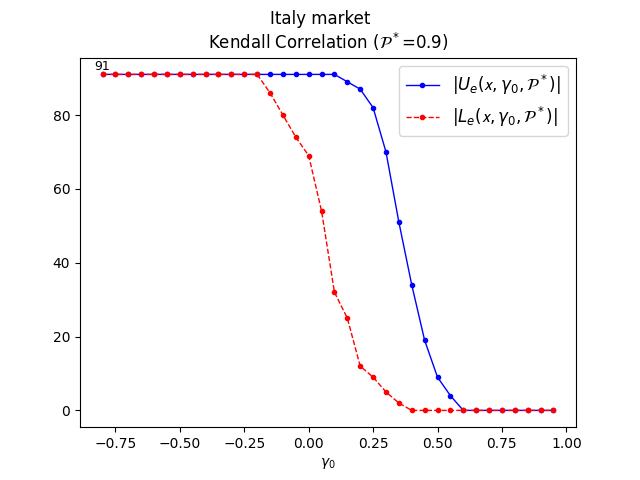 Italy market
Kendall Correlation (𝒫*=0.9)
91
|Uₑ(x, γ₀, 𝒫*)|
|Lₑ(x, γ₀, 𝒫*)|
80
60
40
20
0
−0.75 −0.50 −0.25 0.00 0.25 0.50 0.75 1.00
γ₀